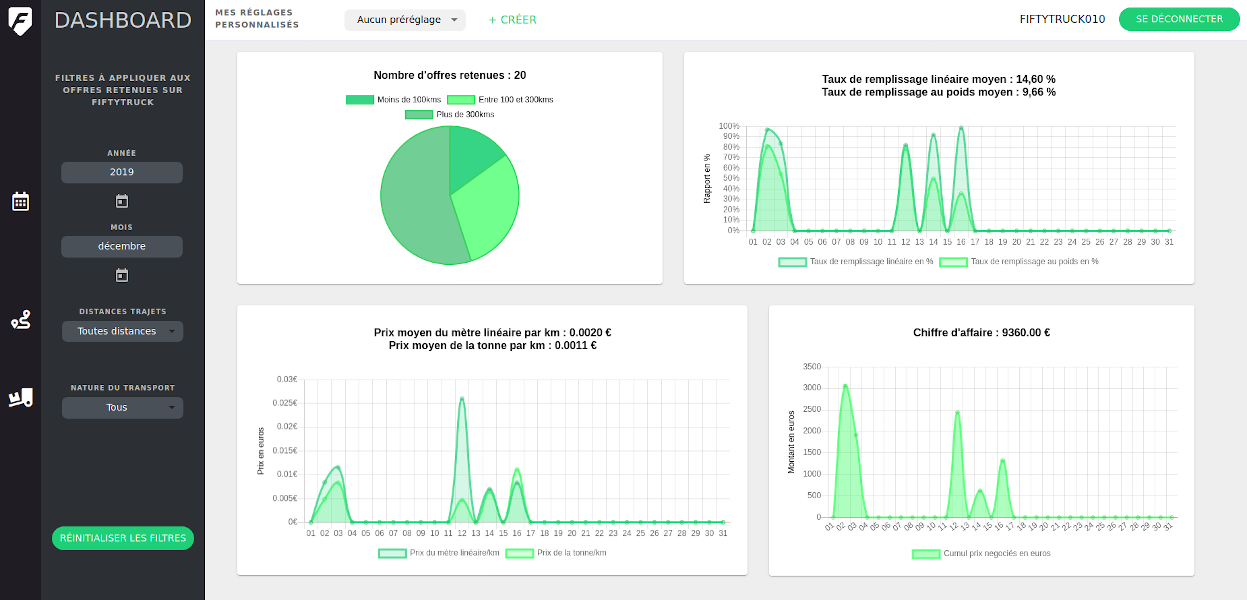 DASHBOARD
MES RÉGLAGES
PERSONNALISÉS
Aucun préréglage
+ CRÉER
FIFTYTRUCK010
SE DÉCONNECTER
FILTRES À APPLIQUER AUX
OFFRES RETENUES SUR
FIFTYTRUCK
ANNÉE
2019
MOIS
décembre
DISTANCES TRAJETS
Toutes distances
NATURE DU TRANSPORT
Tous
RÉINITIALISER LES FILTRES
Nombre d'offres retenues : 20
Moins de 100kms
Entre 100 et 300kms
Plus de 300kms
Taux de remplissage linéaire moyen : 14,60 %
Taux de remplissage au poids moyen : 9,66 %
Rapport en %
100%
90%
80%
70%
60%
50%
40%
30%
20%
10%
0%
01 02 03 04 05 06 07 08 09 10 11 12 13 14 15 16 17 18 19 20 21 22 23 24 25 26 27 28 29 30 31
Taux de remplissage linéaire en %
Taux de remplissage au poids en %
Prix moyen du mètre linéaire par km : 0.0020 €
Prix moyen de la tonne par km : 0.0011 €
Prix en euros
0.03€
0.025€
0.02€
0.015€
0.01€
0.005€
0€
01 02 03 04 05 06 07 08 09 10 11 12 13 14 15 16 17 18 19 20 21 22 23 24 25 26 27 28 29 30 31
Prix du mètre linéaire/km
Prix de la tonne/km
Chiffre d'affaire : 9360.00 €
Montant en euros
3500
3000
2500
2000
1500
1000
500
0
01 02 03 04 05 06 07 08 09 10 11 12 13 14 15 16 17 18 19 20 21 22 23 24 25 26 27 28 29 30 31
Cumul prix negociés en euros